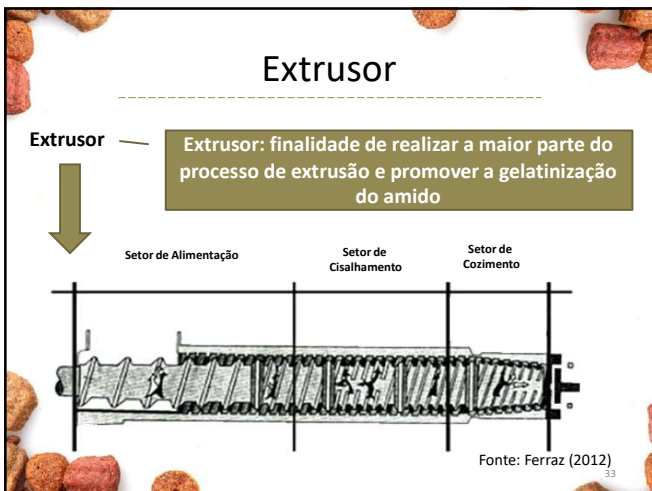 Extrusor
Extrusor
Extrusor: finalidade de realizar a maior parte do
processo de extrusão e promover a gelatinização
do amido
Setor de Alimentação
Setor de
Cisalhamento
Setor de
Cozimento
Fonte: Ferraz (2012)
33